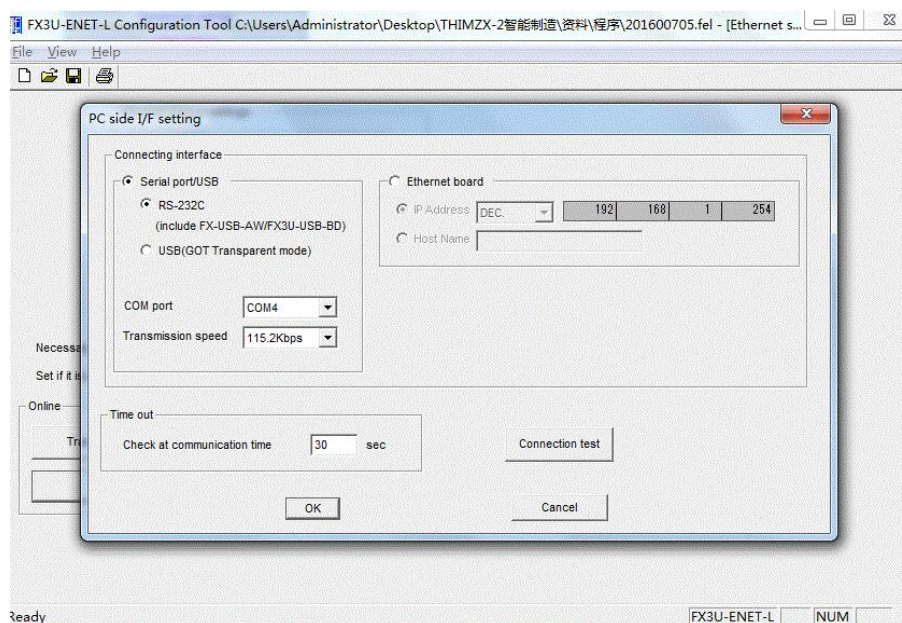 FX3U-ENET-L Configuration Tool C:\Users\Administrator\Desktop\THIMZX-2智能制造\资料\程序\201600705.fel - [Ethernet s...
File View Help
PC side I/F setting
Connecting interface
Serial port/USB
RS-232C
(include FX-USB-AW/FX3U-USB-BD)
USB(GOT Transparent mode)
COM port COM4
Transmission speed 115.2Kbps
Ethernet board
IP Address DEC. 192 168 1 254
Host Name
Necessa
Set if it is
Online
Tra
Time out
Check at communication time 30 sec
Connection test
OK Cancel
Ready FX3U-ENET-L NUM